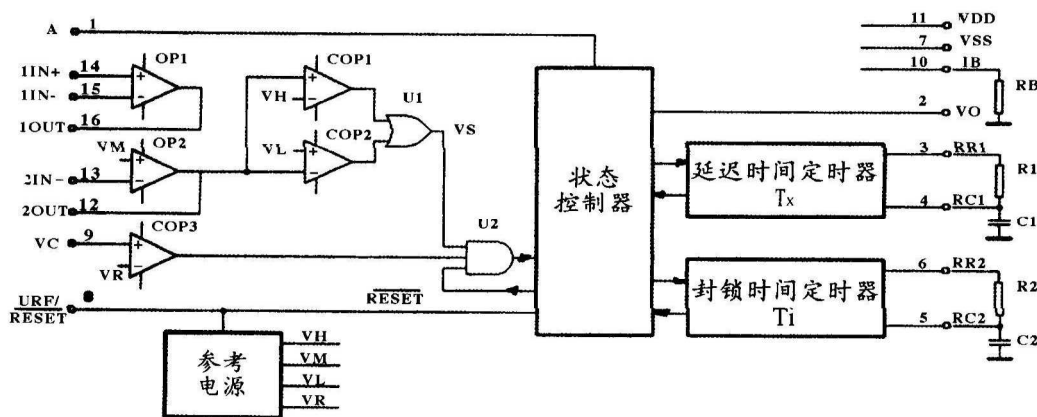 A 1
11 VDD
7 VSS
10 IB
RB
2 VO
1IN+ 14
1IN- 15
1OUT 16
OP1
+
−
VM
OP2
+
−
2IN- 13
2OUT 12
COP1
+
VH −
COP2
VL +
−
U1
VS
VC 9
COP3
+
VR −
U2
RESET
URF/
RESET 8
参考
电源
VH
VM
VL
VR
状态
控制器
延迟时间定时器
Tx
3 RR1
R1
4 RC1
C1
封锁时间定时器
Ti
6 RR2
R2
5 RC2
C2